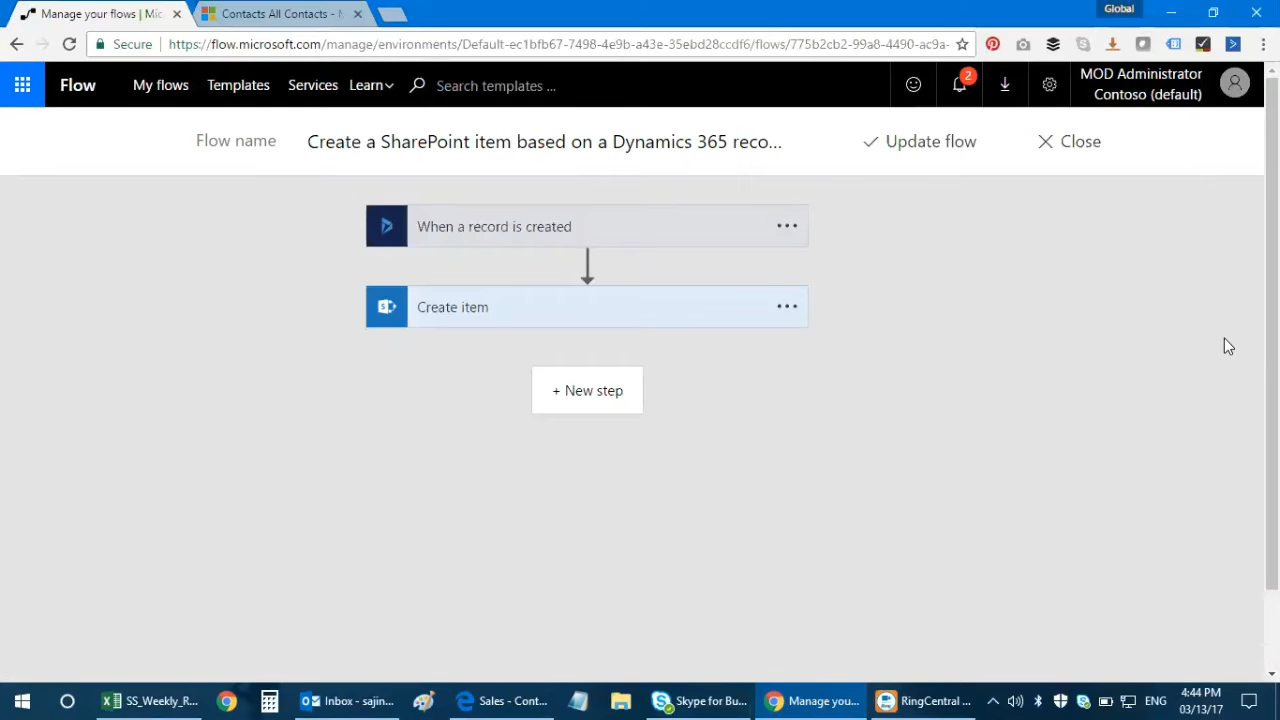 Global
Manage your flows | Mic
Contacts All Contacts -
Secure
https://flow.microsoft.com/manage/environments/Default-ec1bfb67-7498-4e9b-a43e-35ebd28ccdf6/flows/775b2cb2-99a8-4490-ac9a-
Flow
My flows
Templates
Services
Learn
Search templates ...
2
MOD Administrator
Contoso (default)
Flow name
Create a SharePoint item based on a Dynamics 365 reco...
Update flow
Close
When a record is created
...
Create item
...
+ New step
SS_Weekly_R...
Inbox - sajin...
Sales - Cont...
Skype for Bu...
Manage you...
RingCentral ...
ENG
4:44 PM
03/13/17